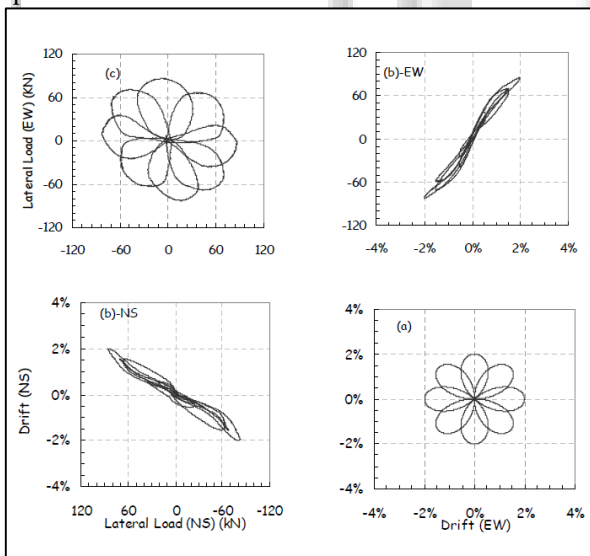 120
60
0
-60
-120
Lateral Load (EW) (KN)
(c)
-120 -60 0 60 120
120
60
0
-60
-120
(b)-EW
-4% -2% 0% 2% 4%
4%
2%
0%
-2%
-4%
Drift (NS)
(b)-NS
120 60 0 -60 -120
Lateral Load (NS) (kN)
4%
2%
0%
-2%
-4%
(a)
-4% -2% 0% 2% 4%
Drift (EW)